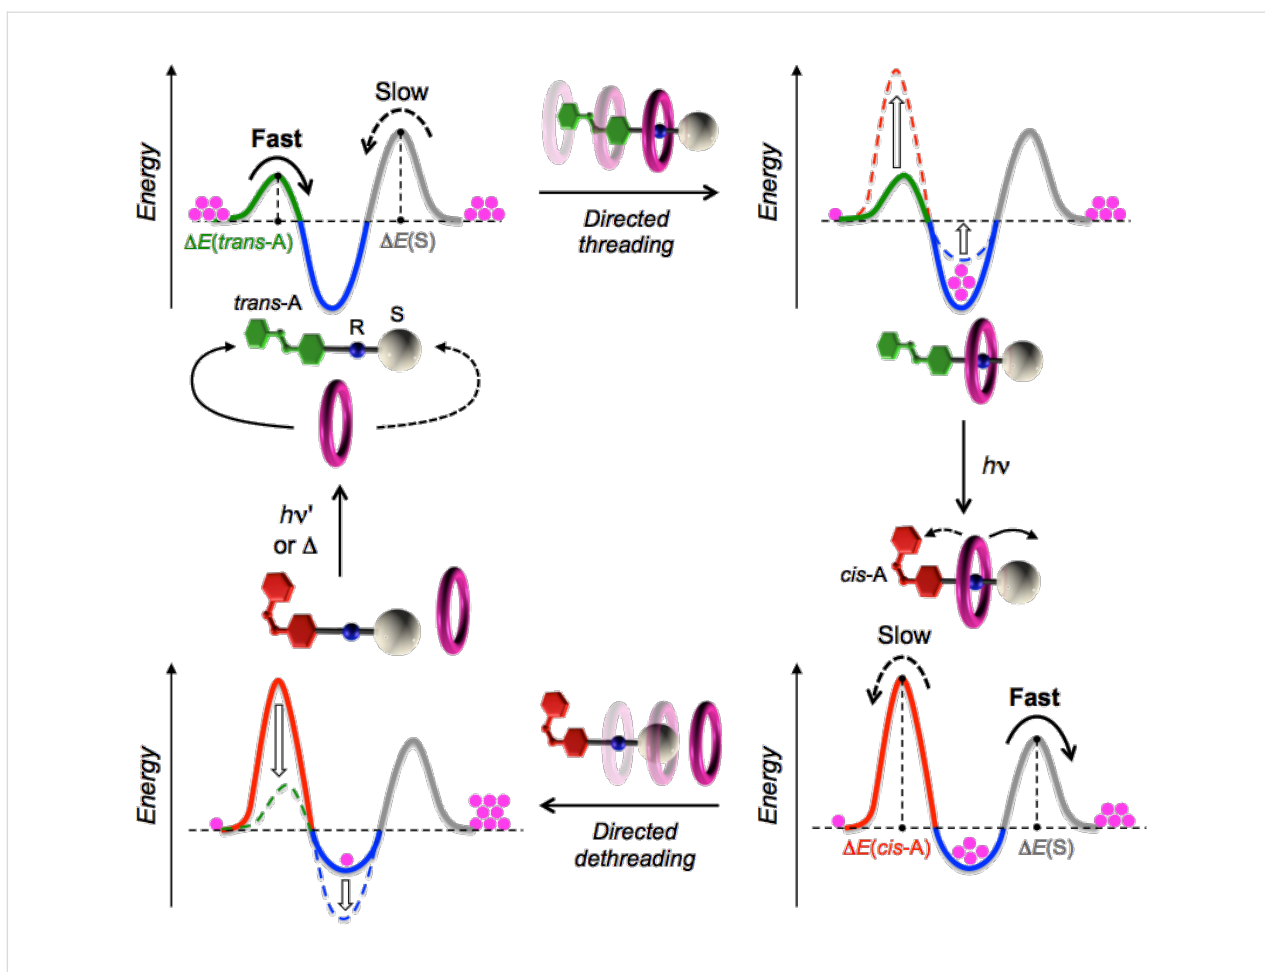 Slow
Fast
Energy
ΔE(trans-A)
ΔE(S)
Directed
threading
Energy
trans-A
R
S
hν
hν'
or Δ
cis-A
Slow
Fast
Energy
Directed
dethreading
Energy
ΔE(cis-A)
ΔE(S)